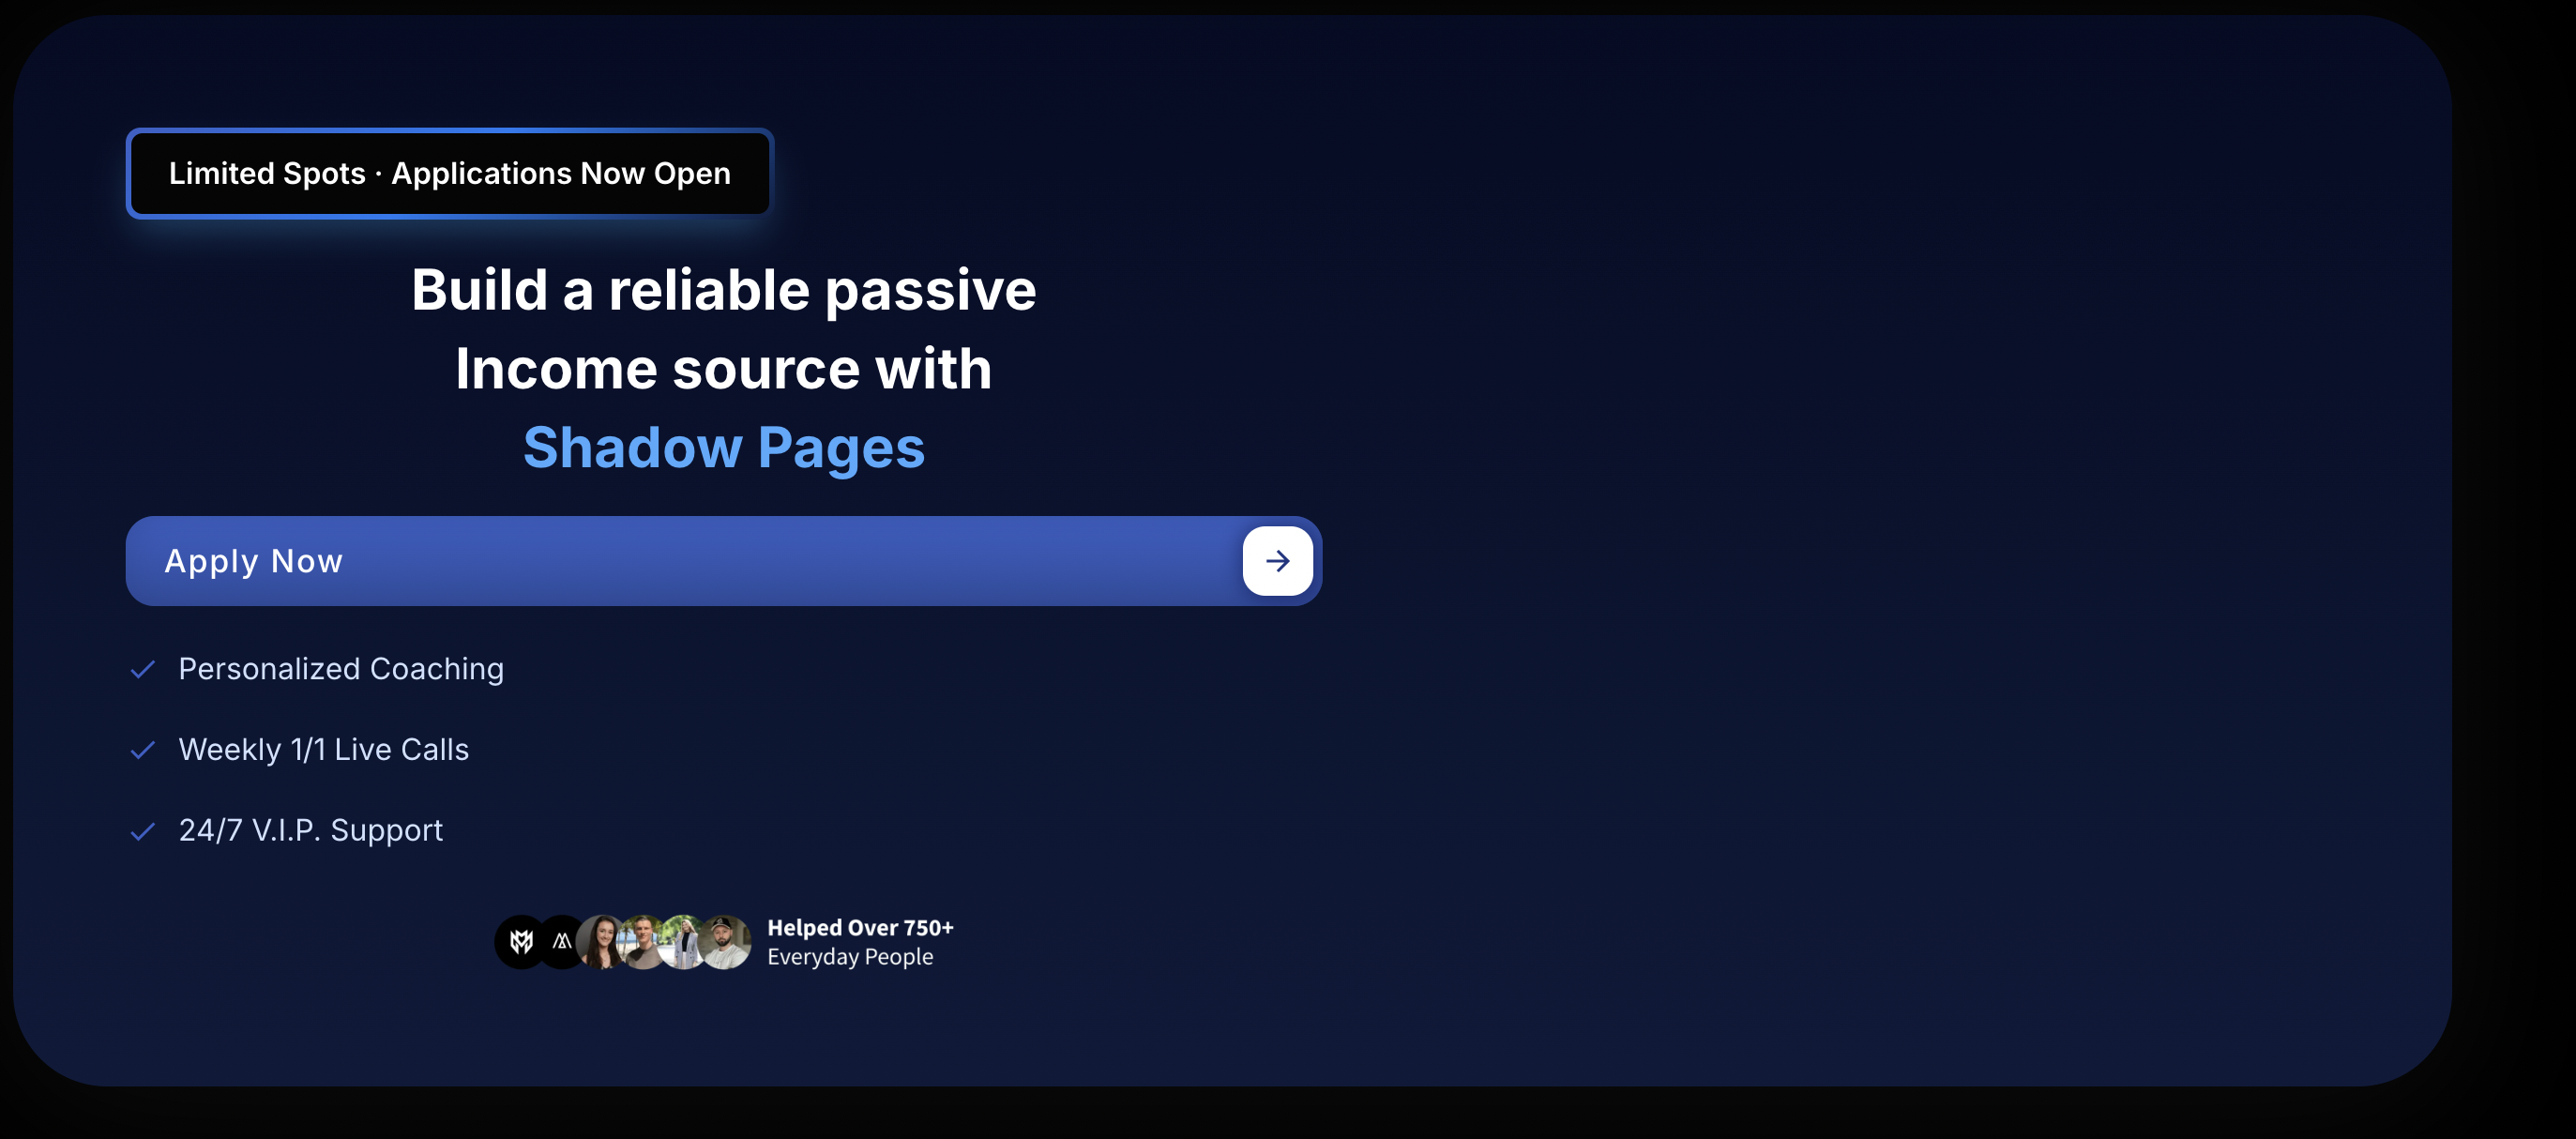 Limited Spots · Applications Now Open
Build a reliable passive
Income source with
Shadow Pages
Apply Now
Personalized Coaching
Weekly 1/1 Live Calls
24/7 V.I.P. Support
Helped Over 750+
Everyday People